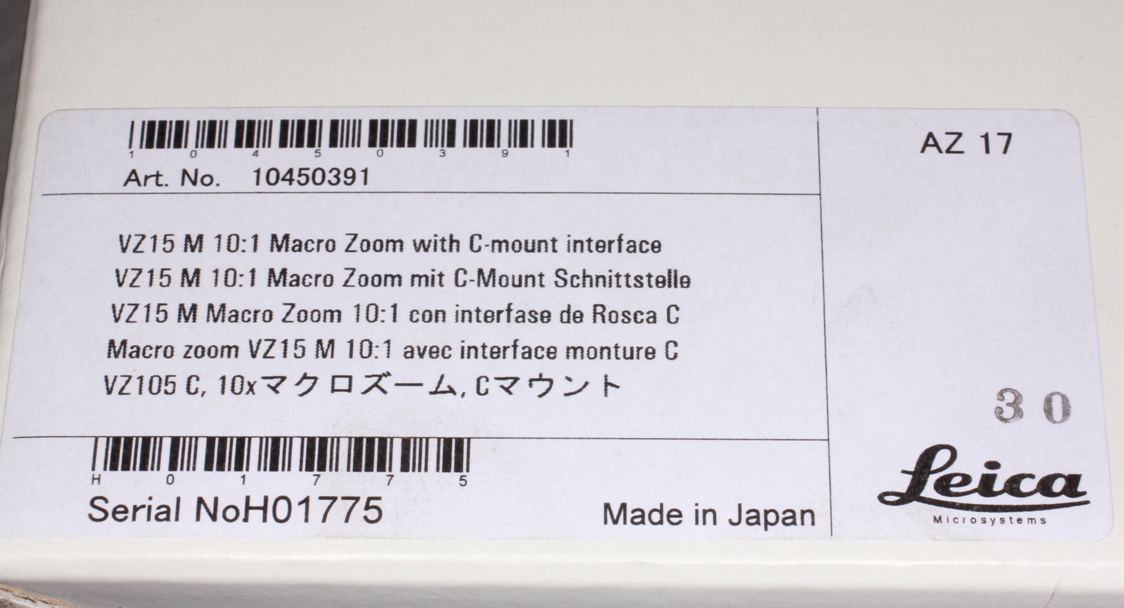 1 0 4 5 0 3 9 1
Art. No. 10450391
AZ 17
VZ15 M 10:1 Macro Zoom with C-mount interface
VZ15 M 10:1 Macro Zoom mit C-Mount Schnittstelle
VZ15 M Macro Zoom 10:1 con interfase de Rosca C
Macro zoom VZ15 M 10:1 avec interface monture C
VZ105 C, 10xマクロズーム, Cマウント
30
H 0 1 7 7 5
Serial NoH01775
Made in Japan
Leica
Microsystems